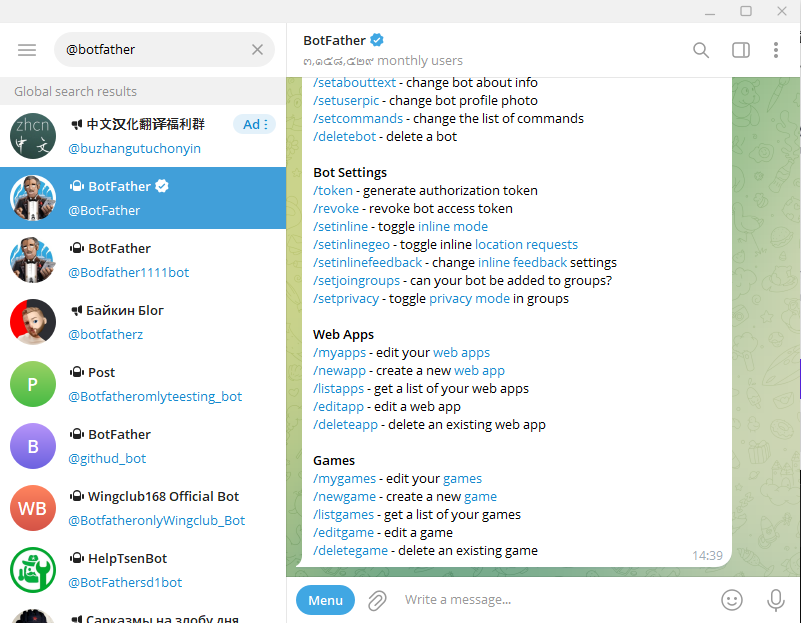 @botfather
Global search results
中文汉化翻译福利群
Ad
zhcn
中文
@buzhangutuchonyin
BotFather
@BotFather
BotFather
@Bodfather1111bot
Байкин Бlог
@botfatherz
P
Post
@Botfatheromlyteesting_bot
B
BotFather
@githud_bot
WB
Wingclub168 Official Bot
@BotfatheronlyWingclub_Bot
HelpTsenBot
@BotFathersd1bot
Сарказмы на злобу дня
BotFather
monthly users
/setabouttext - change bot about info
/setuserpic - change bot profile photo
/setcommands - change the list of commands
/deletebot - delete a bot
Bot Settings
/token - generate authorization token
/revoke - revoke bot access token
/setinline - toggle inline mode
/setinlinegeo - toggle inline location requests
/setinlinefeedback - change inline feedback settings
/setjoingroups - can your bot be added to groups?
/setprivacy - toggle privacy mode in groups
Web Apps
/myapps - edit your web apps
/newapp - create a new web app
/listapps - get a list of your web apps
/editapp - edit a web app
/deleteapp - delete an existing web app
Games
/mygames - edit your games
/newgame - create a new game
/listgames - get a list of your games
/editgame - edit a game
/deletegame - delete an existing game
14:39
Menu
Write a message...